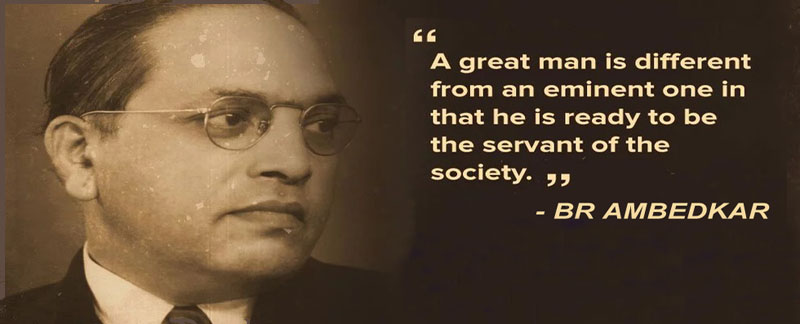 “
A great man is different
from an eminent one in
that he is ready to be
the servant of the
society. ”
- BR AMBEDKAR